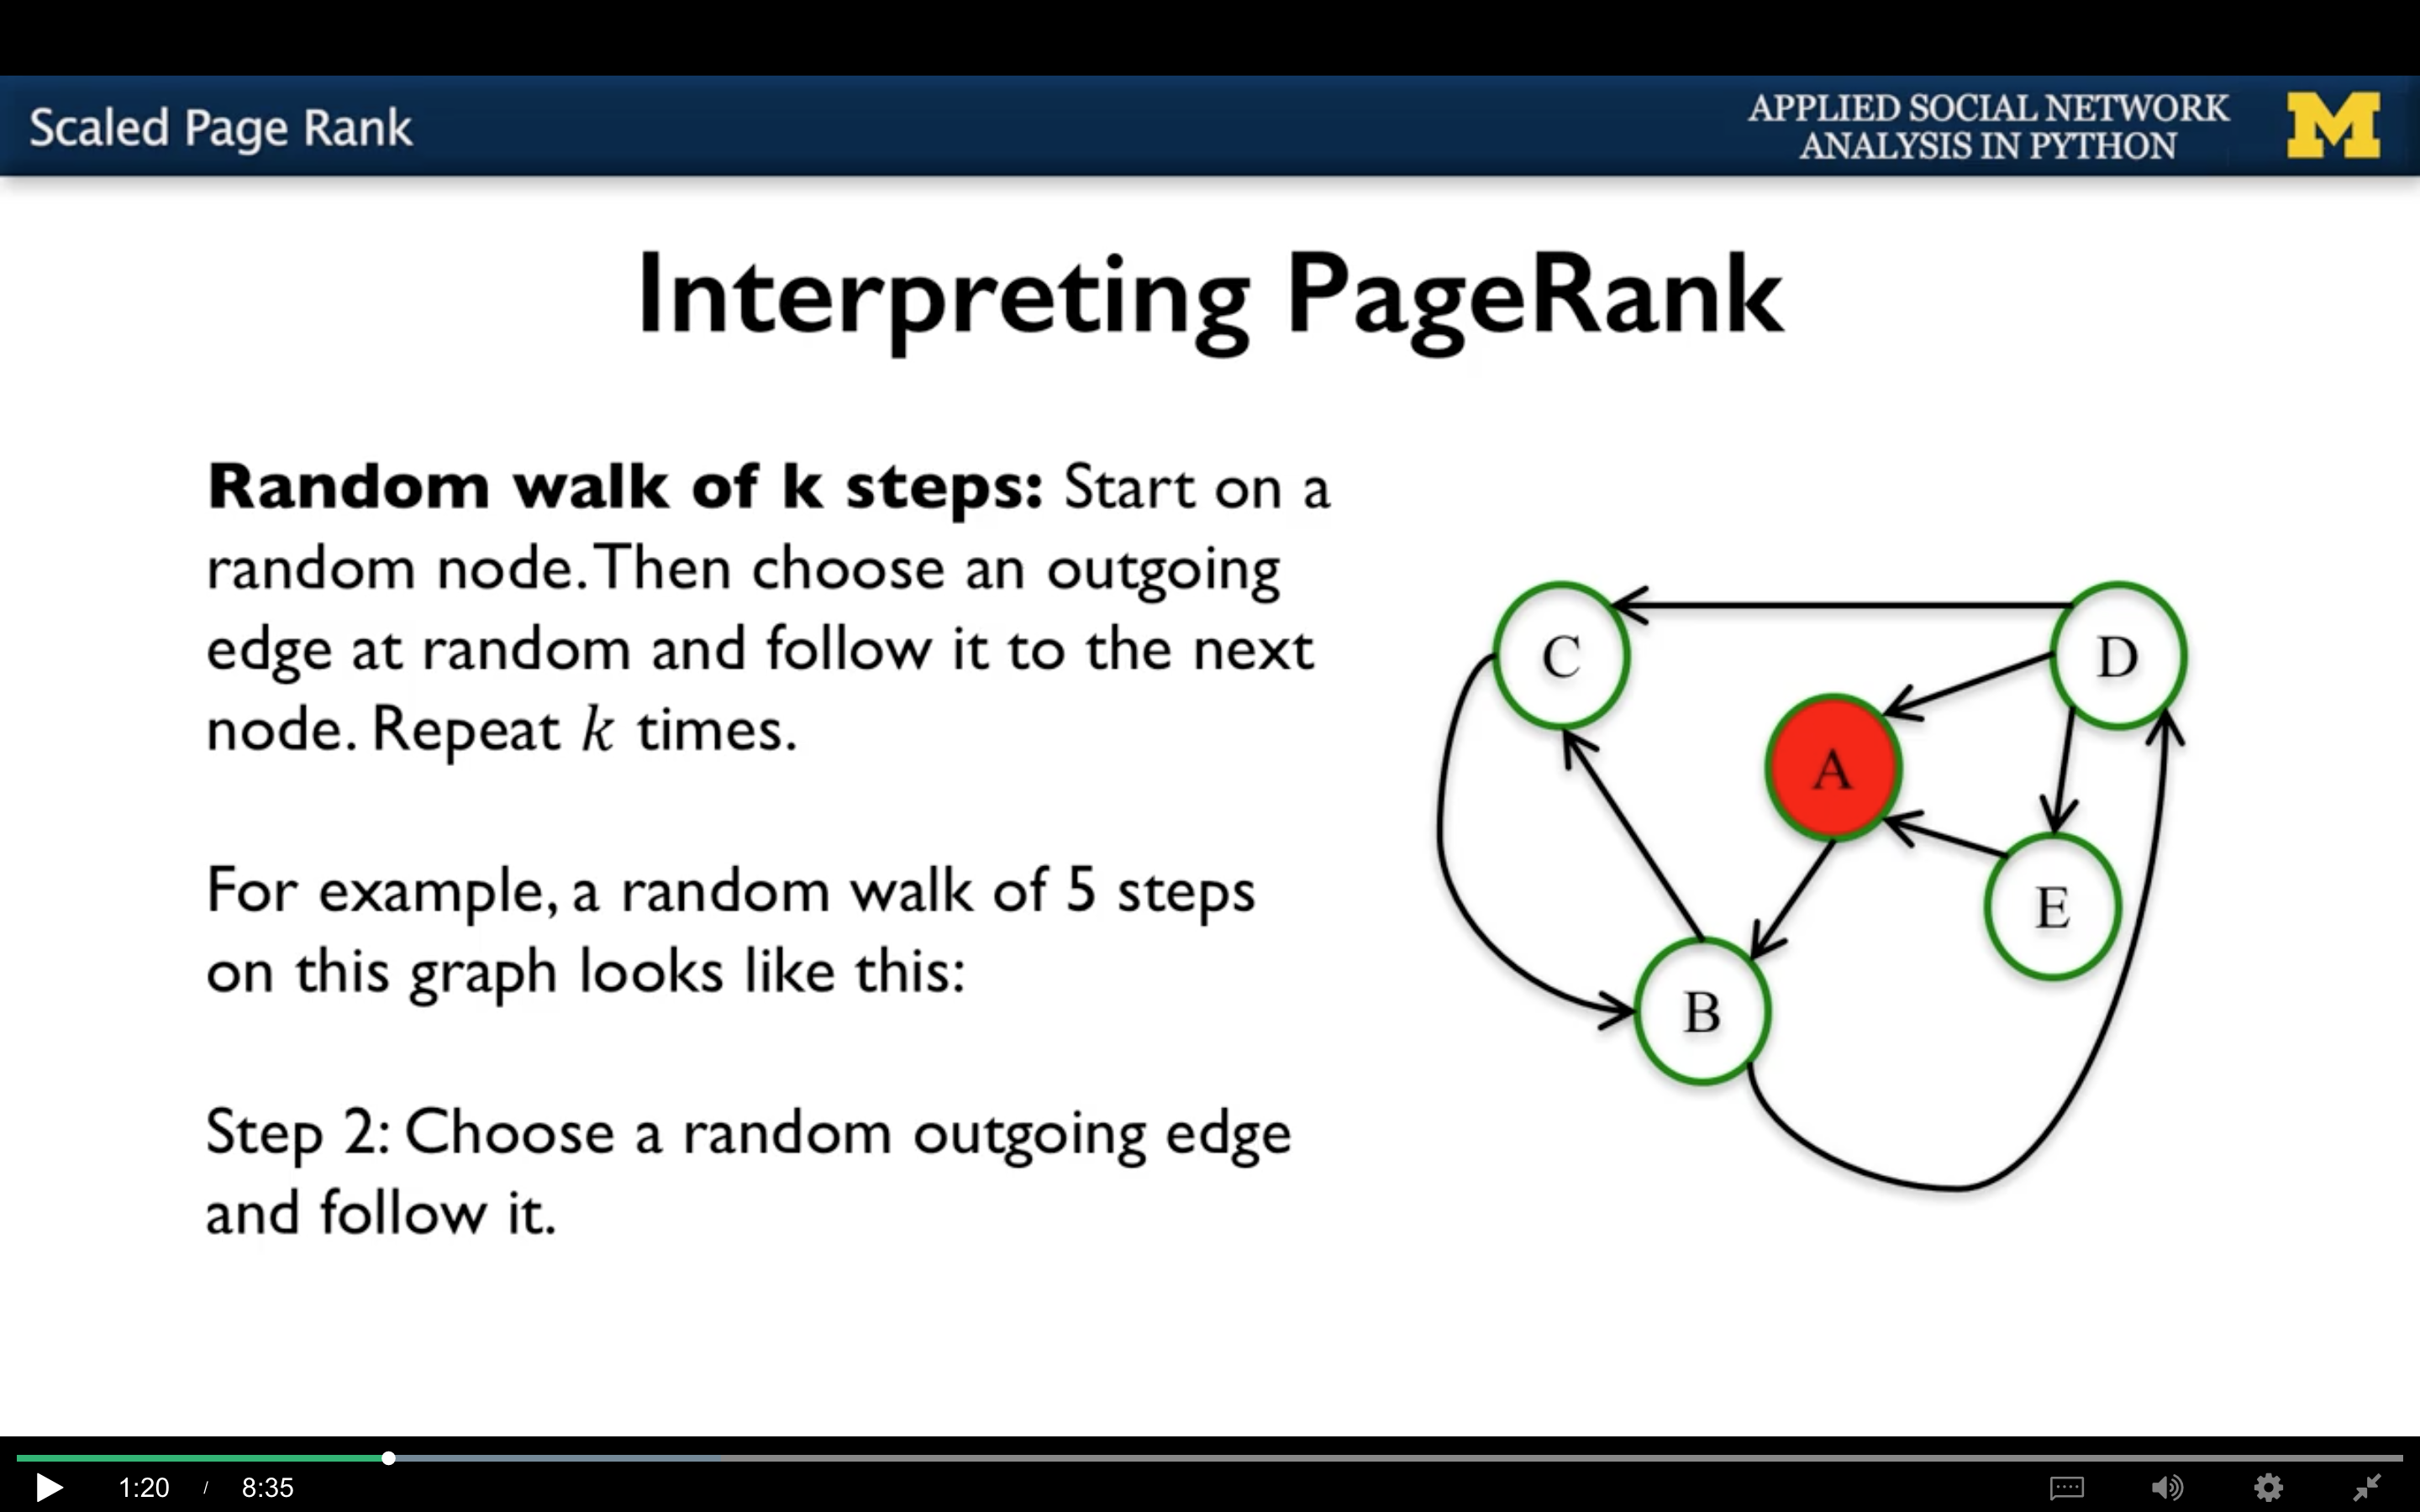 Scaled Page Rank
APPLIED SOCIAL NETWORK
ANALYSIS IN PYTHON
M
Interpreting PageRank
Random walk of k steps: Start on a
random node. Then choose an outgoing
edge at random and follow it to the next
node. Repeat k times.
For example, a random walk of 5 steps
on this graph looks like this:
Step 2: Choose a random outgoing edge
and follow it.
C
D
A
E
B
1:20 / 8:35